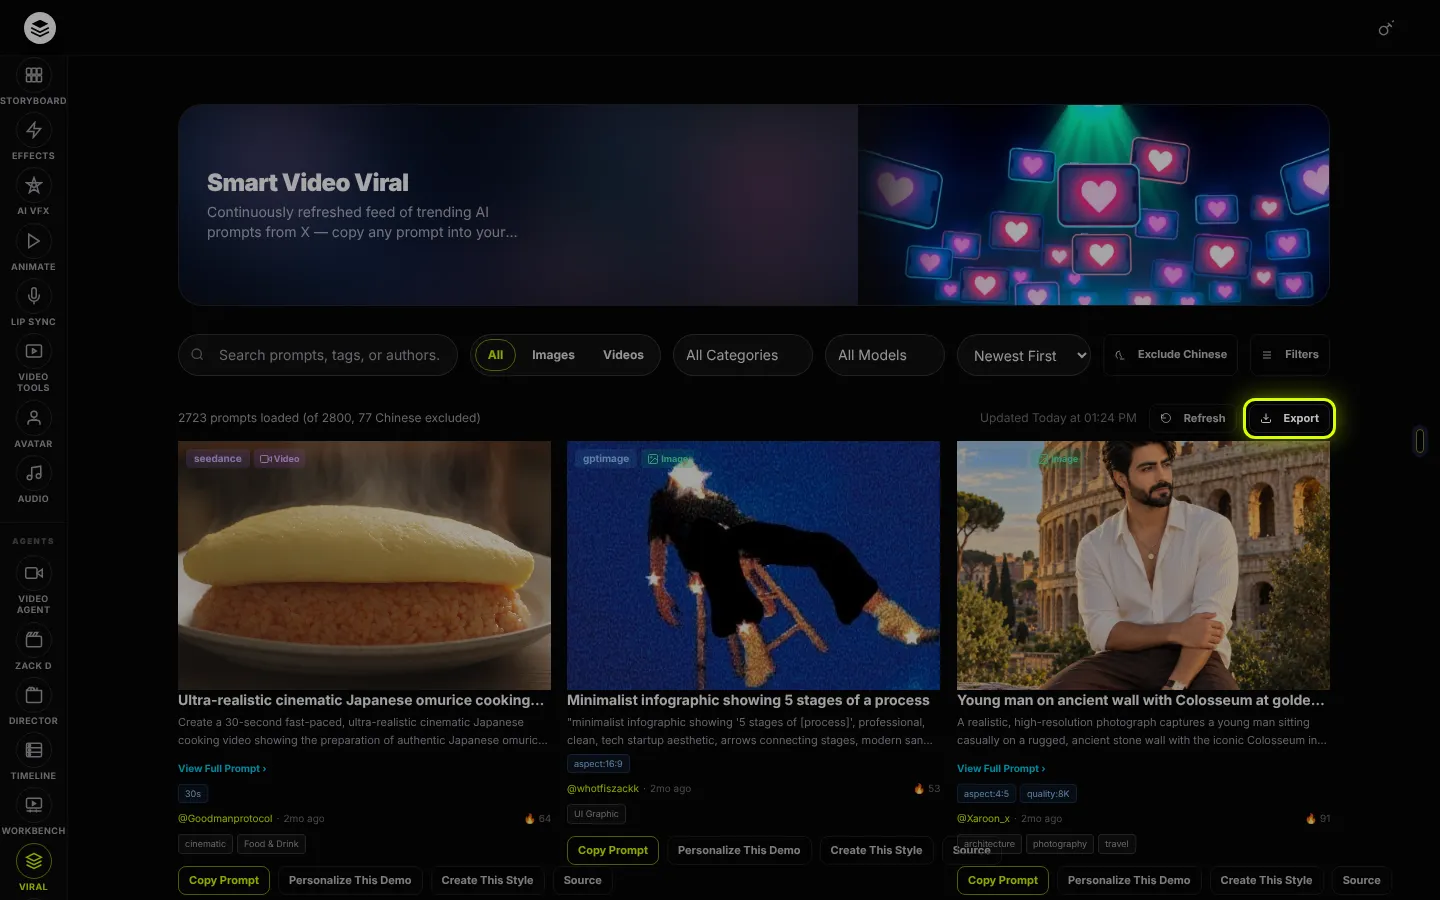 STORYBOARD
EFFECTS
AI VFX
ANIMATE
LIP SYNC
VIDEO
TOOLS
AVATAR
AUDIO
AGENTS
VIDEO
AGENT
ZACK D
DIRECTOR
TIMELINE
WORKBENCH
VIRAL
Smart Video Viral
Continuously refreshed feed of trending AI
prompts from X — copy any prompt into your...
Search prompts, tags, or authors.
All Images Videos
All Categories
All Models
Newest First
Exclude Chinese
Filters
2723 prompts loaded (of 2800, 77 Chinese excluded)
Updated Today at 01:24 PM
Refresh
Export
seedance Video
Ultra-realistic cinematic Japanese omurice cooking...
Create a 30-second fast-paced, ultra-realistic cinematic Japanese
cooking video showing the preparation of authentic Japanese omuric...
View Full Prompt ›
30s
@Goodmanprotocol · 2mo ago 🔥 64
cinematic Food & Drink
Copy Prompt Personalize This Demo Create This Style Source
gptimage Image
Minimalist infographic showing 5 stages of a process
"minimalist infographic showing '5 stages of [process]', professional,
clean, tech startup aesthetic, arrows connecting stages, modern san...
aspect:16:9
@whotfiszackk · 2mo ago 🔥 53
UI Graphic
Copy Prompt Personalize This Demo Create This Style Source
Image
Young man on ancient wall with Colosseum at golde...
A realistic, high-resolution photograph captures a young man sitting
casually on a rugged, ancient stone wall with the iconic Colosseum in...
View Full Prompt ›
aspect:4:5 quality:8K
@Xaroon_x · 2mo ago 🔥 91
architecture photography travel
Copy Prompt Personalize This Demo Create This Style Source